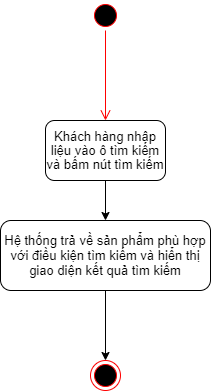 Khách hàng nhập
liệu vào ô tìm kiếm
và bấm nút tìm kiếm
Hệ thống trả về sản phẩm phù hợp
với điều kiện tìm kiếm và hiển thị
giao diện kết quả tìm kiếm